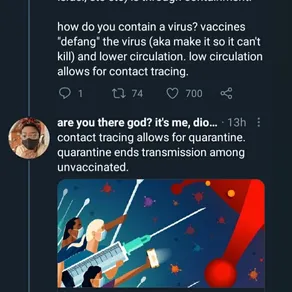 how do you contain a virus? vaccines
"defang" the virus (aka make it so it can't
kill) and lower circulation. low circulation
allows for contact tracing.
1 74 700
are you there god? it's me, dio... · 13h
contact tracing allows for quarantine.
quarantine ends transmission among
unvaccinated.